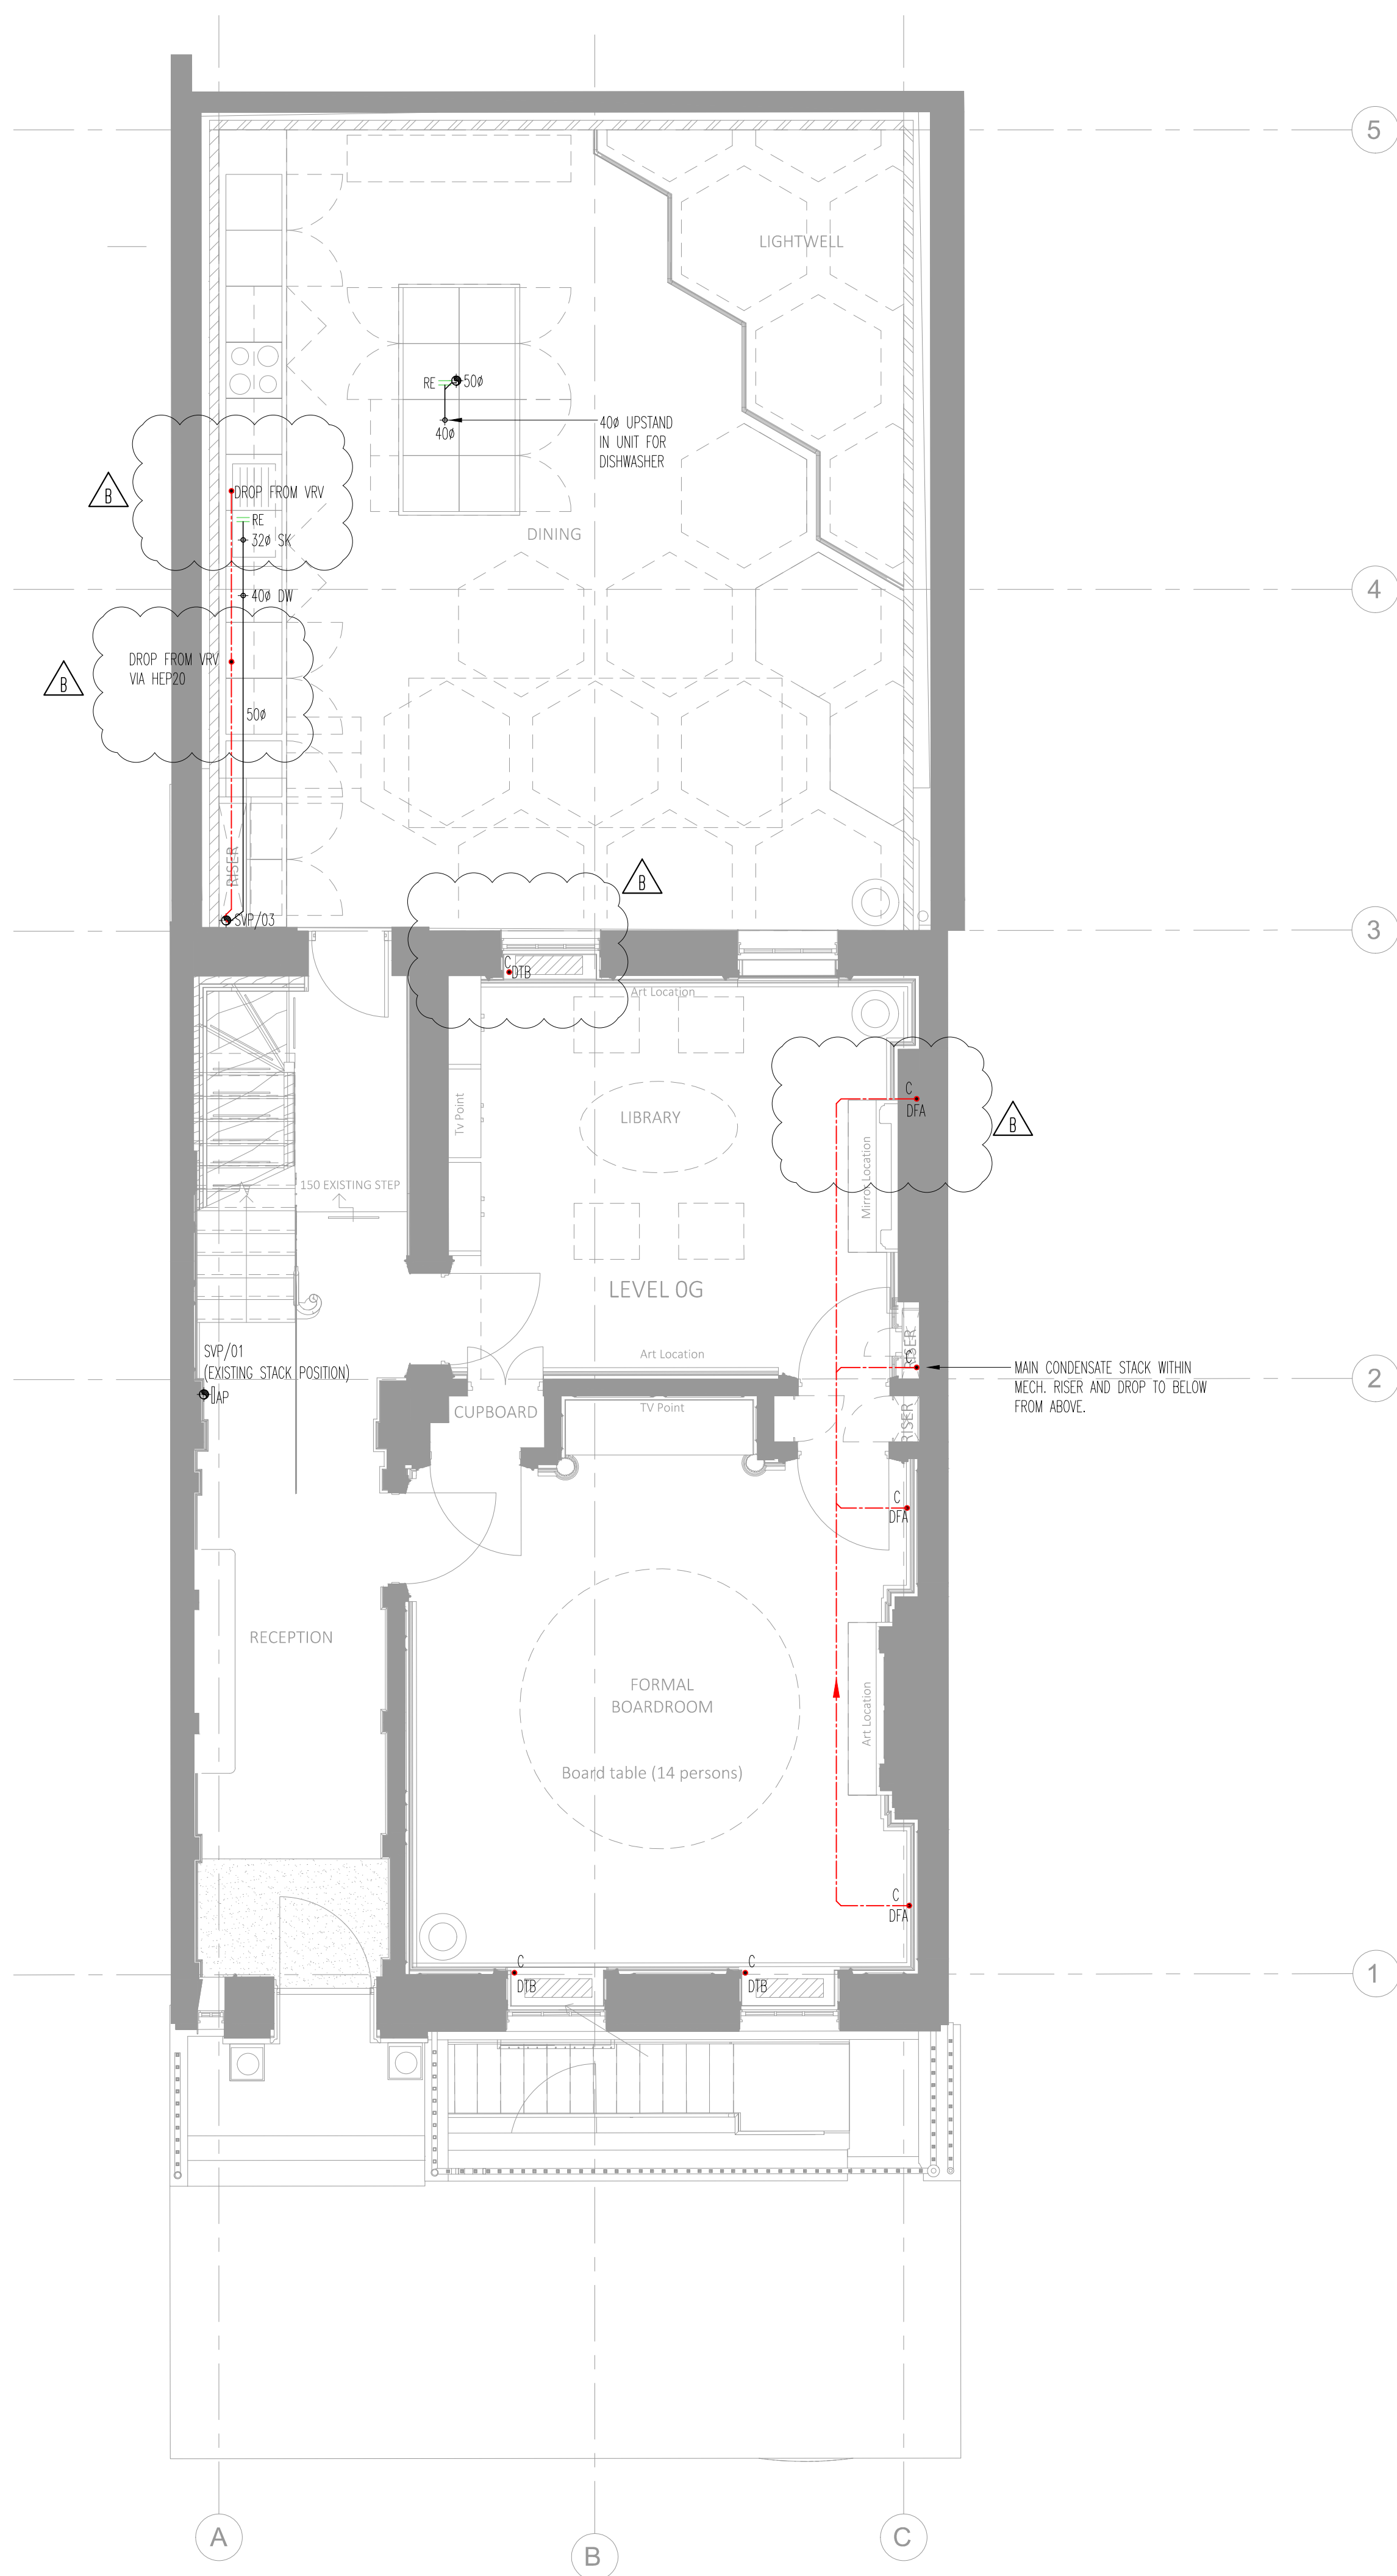 5
LIGHTWELL
RE
50ø
40ø
40ø UPSTAND
IN UNIT FOR
DISHWASHER
B
DROP FROM VRV
RE
32ø SK
DINING
40ø DW
4
B
DROP FROM VRV
VIA HEP20
50ø
RISER
SVP/03
B
3
C
DTB
Art Location
C
DFA
B
Tv Point
LIBRARY
Mirror Location
150 EXISTING STEP
LEVEL 0G
RISER
SVP/01
(EXISTING STACK POSITION)
AP
Art Location
C
MAIN CONDENSATE STACK WITHIN
MECH. RISER AND DROP TO BELOW
FROM ABOVE.
2
CUPBOARD
TV Point
RISER
C
DFA
RECEPTION
FORMAL
BOARDROOM
Art Location
Board table (14 persons)
C
DFA
C
DTB
C
DTB
1
A
B
C